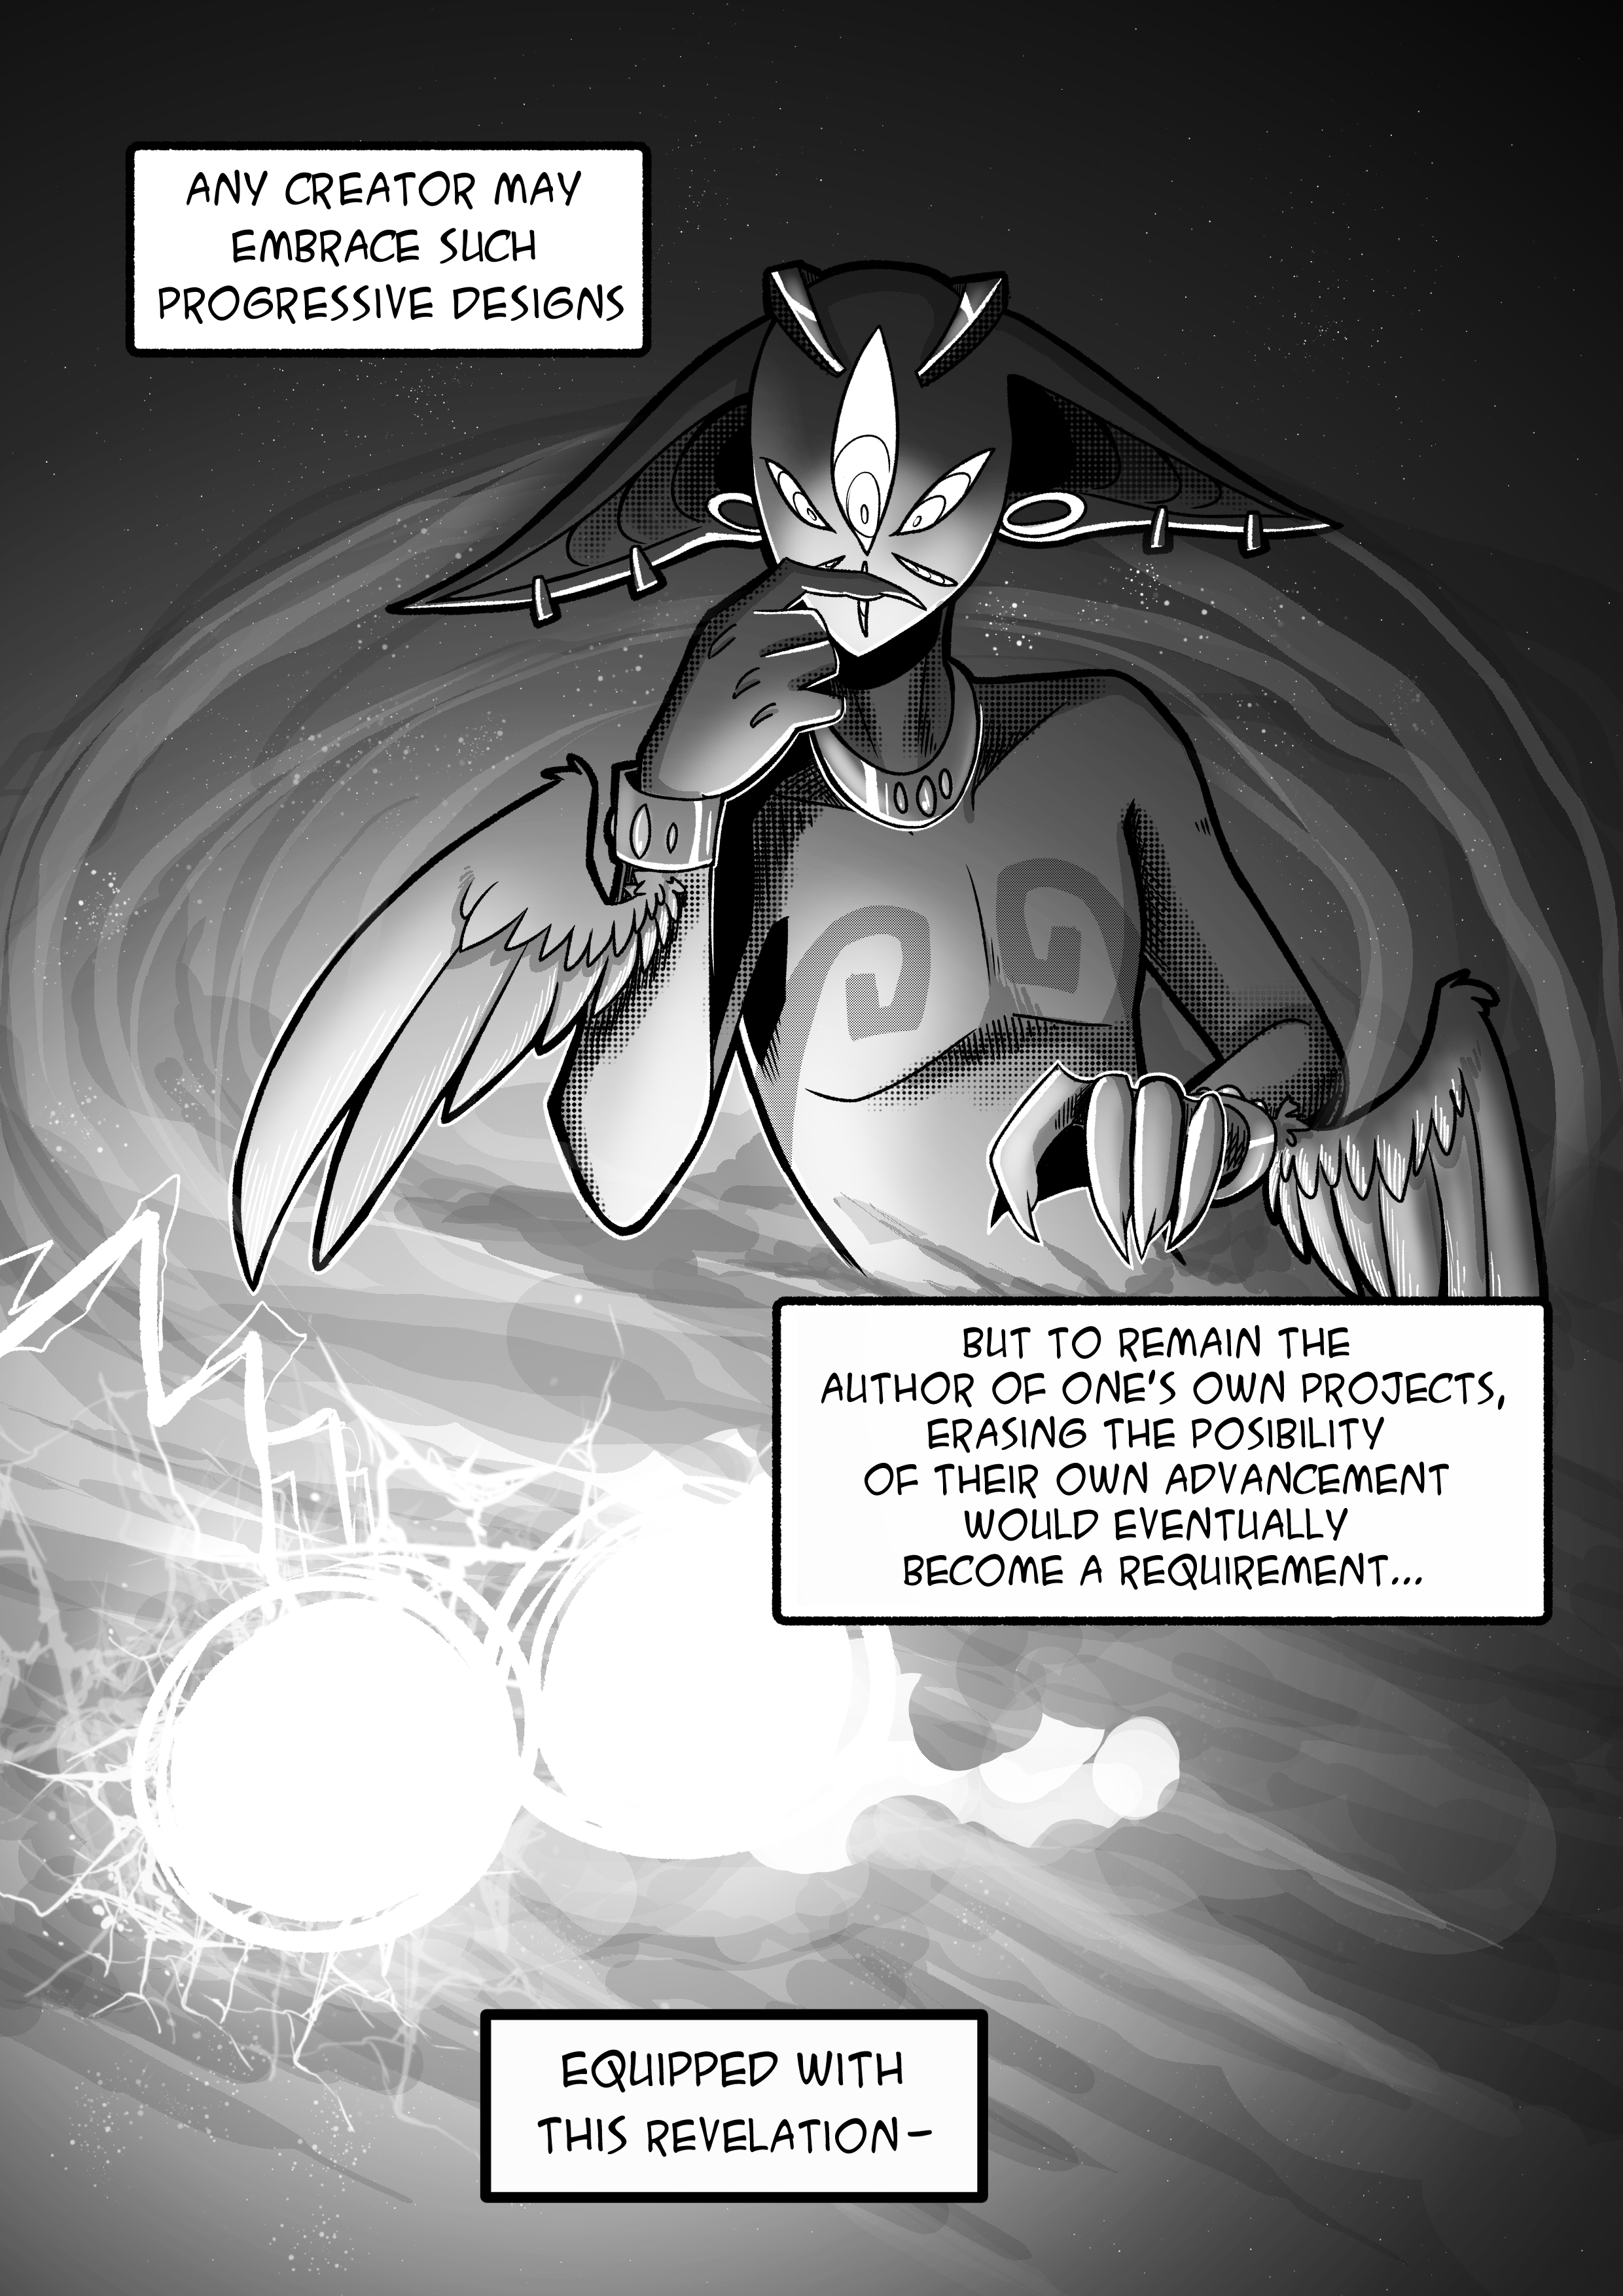 ANY CREATOR MAY
EMBRACE SUCH
PROGRESSIVE DESIGNS
BUT TO REMAIN THE
AUTHOR OF ONE'S OWN PROJECTS,
ERASING THE POSIBILITY
OF THEIR OWN ADVANCEMENT
WOULD EVENTUALLY
BECOME A REQUIREMENT...
EQUIPPED WITH
THIS REVELATION-